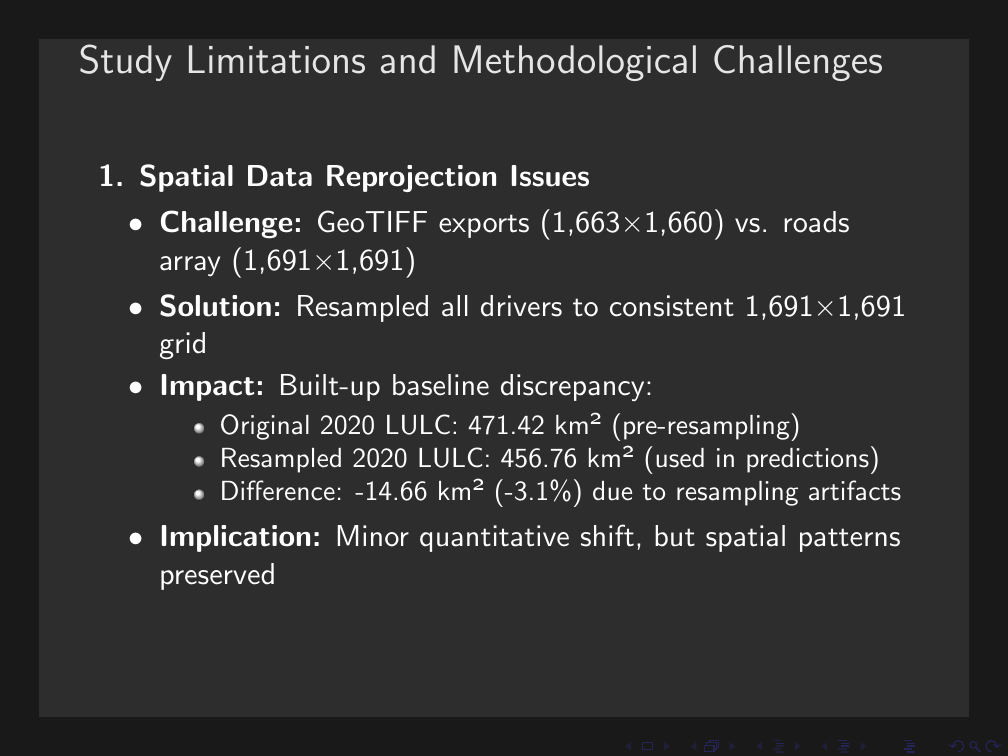 Study Limitations and Methodological Challenges
1. Spatial Data Reprojection Issues
• Challenge: GeoTIFF exports (1,663×1,660) vs. roads
array (1,691×1,691)
• Solution: Resampled all drivers to consistent 1,691×1,691
grid
• Impact: Built-up baseline discrepancy:
• Original 2020 LULC: 471.42 km² (pre-resampling)
• Resampled 2020 LULC: 456.76 km² (used in predictions)
• Difference: -14.66 km² (-3.1%) due to resampling artifacts
• Implication: Minor quantitative shift, but spatial patterns
preserved